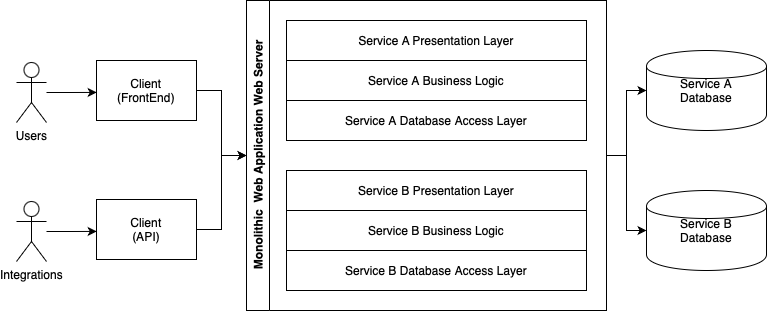 Users
Client
(FrontEnd)
Integrations
Client
(API)
Monolithic Web Application Web Server
Service A Presentation Layer
Service A Business Logic
Service A Database Access Layer
Service B Presentation Layer
Service B Business Logic
Service B Database Access Layer
Service A
Database
Service B
Database